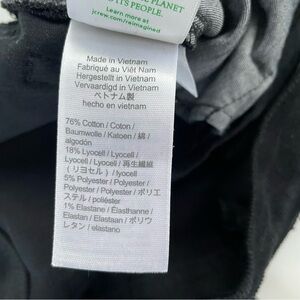 PLANET
ITS PEOPLE.
Learn more at
jcrew.com/reimagined
Made in Vietnam
Fabriqué au Viêt Nam
Hergestellt in Vietnam
Vervaardigd in Vietnam
ベトナム製
hecho en vietnam
76% Cotton / Coton /
Baumwolle / Katoen / 綿 /
algodón
18% Lyocell / Lyocell /
Lyocell / Lyocell / 再生繊維
(リヨセル) / lyocell
5% Polyester / Polyester /
Polyester / Polyester / ポリエ
ステル / poliéster
1% Elastane / Élasthanne /
Elastan / Elastaan / ポリウ
レタン / elastano